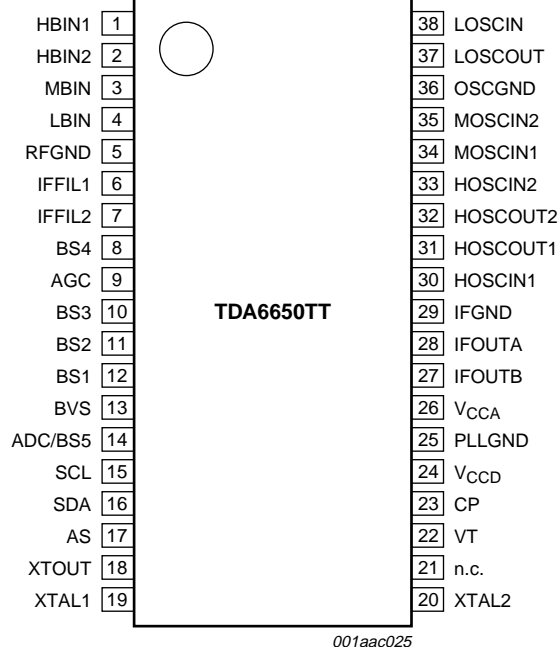 HBIN1 1 38 LOSCIN
HBIN2 2 37 LOSCOUT
MBIN 3 36 OSCGND
LBIN 4 35 MOSCIN2
RFGND 5 34 MOSCIN1
IFFIL1 6 33 HOSCIN2
IFFIL2 7 32 HOSCOUT2
BS4 8 31 HOSCOUT1
AGC 9 30 HOSCIN1
BS3 10 TDA6650TT 29 IFGND
BS2 11 28 IFOUTA
BS1 12 27 IFOUTB
BVS 13 26 VCCA
ADC/BS5 14 25 PLLGND
SCL 15 24 VCCD
SDA 16 23 CP
AS 17 22 VT
XTOUT 18 21 n.c.
XTAL1 19 20 XTAL2
001aac025